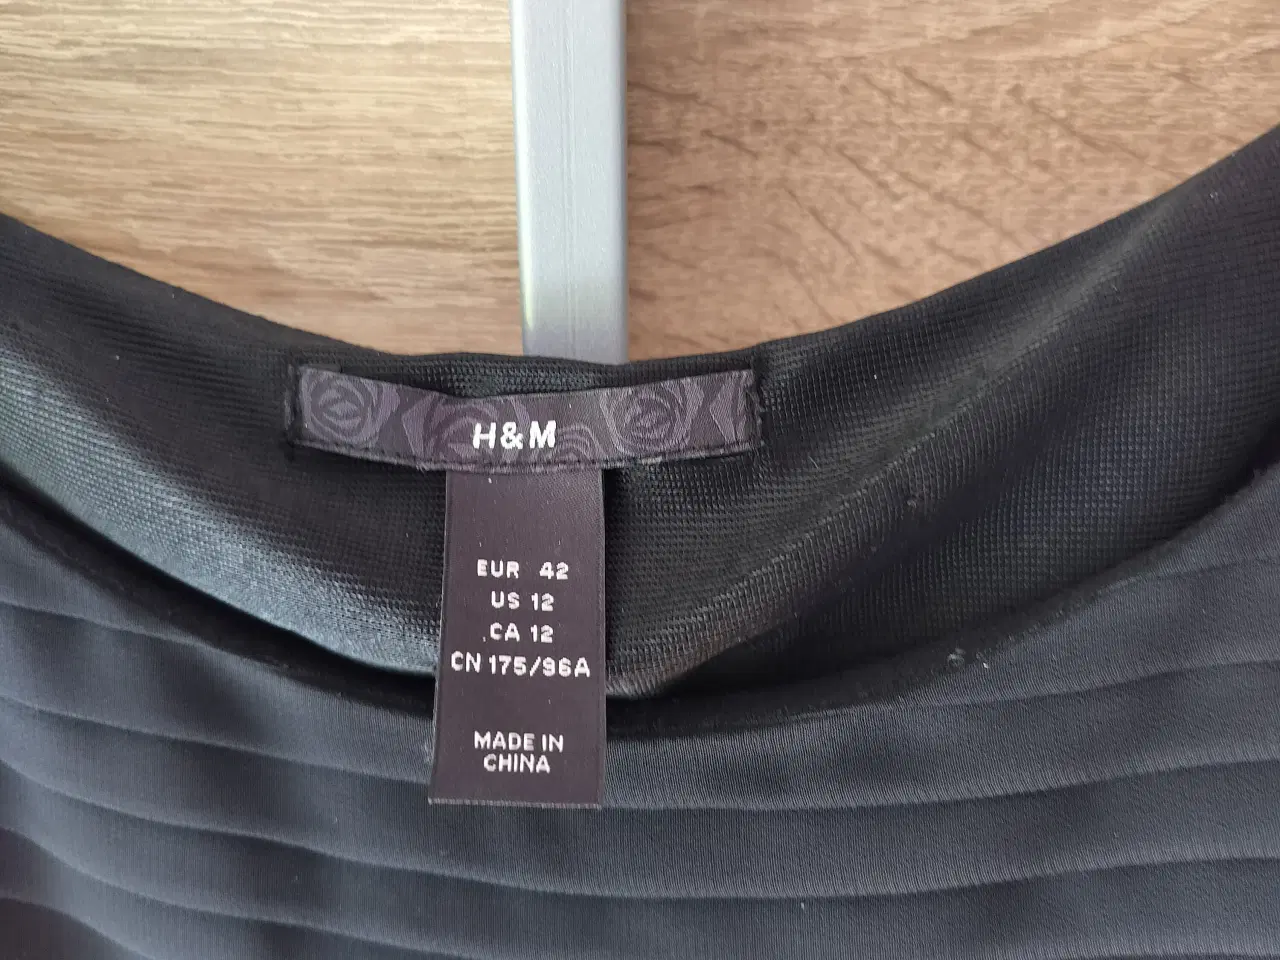 H&M
EUR 42
US 12
CA 12
CN 175/96A
MADE IN
CHINA